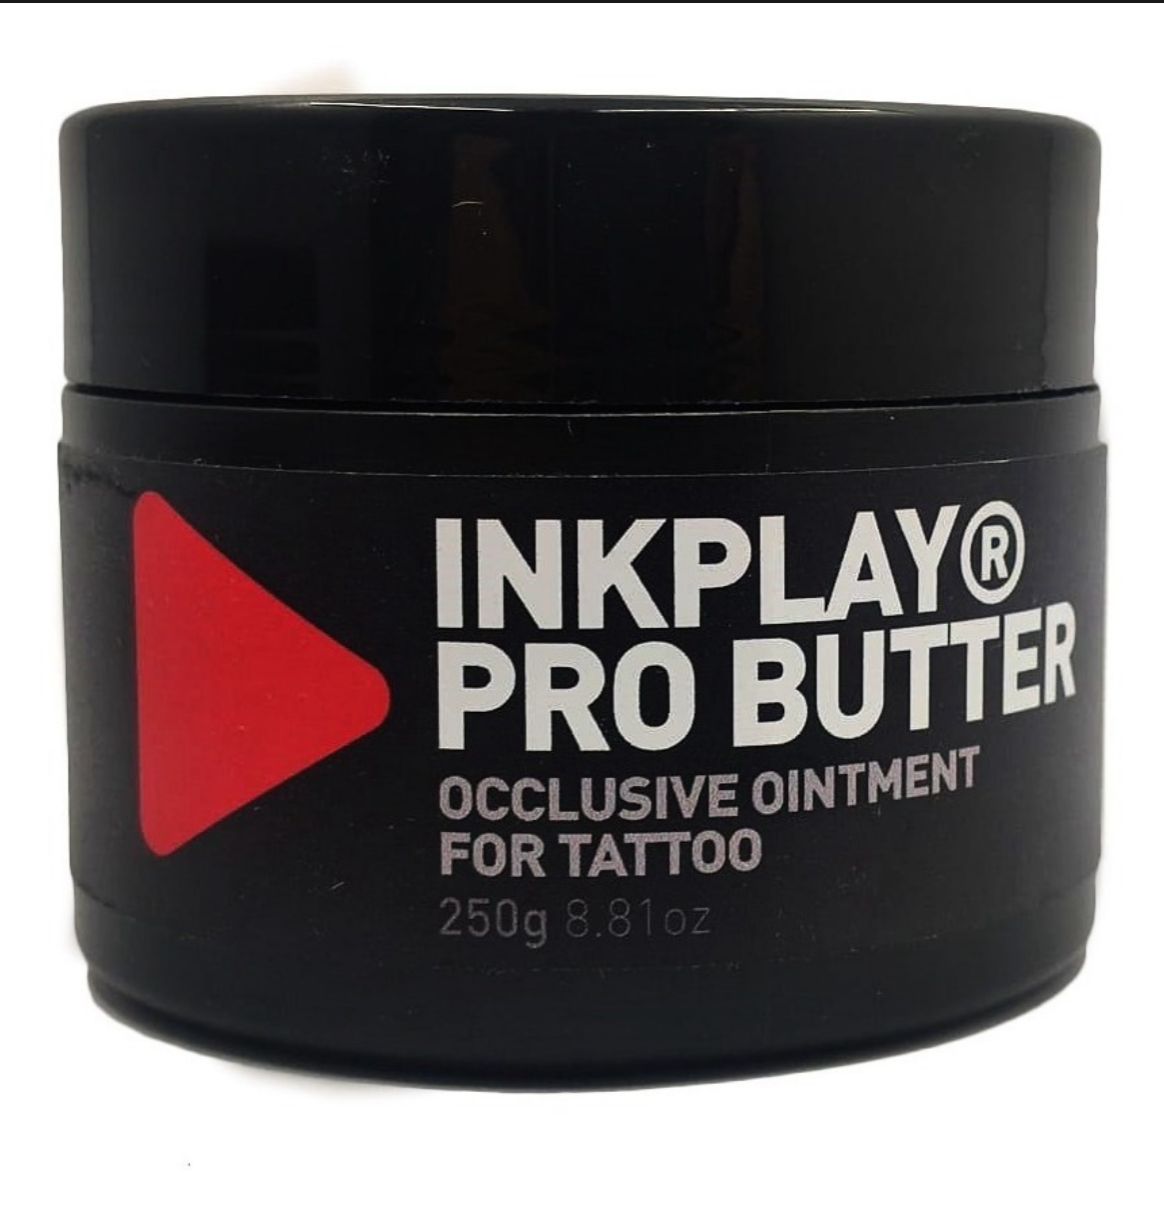 INKPLAY®
PRO BUTTER
OCCLUSIVE OINTMENT
FOR TATTOO
250g 8.81oz